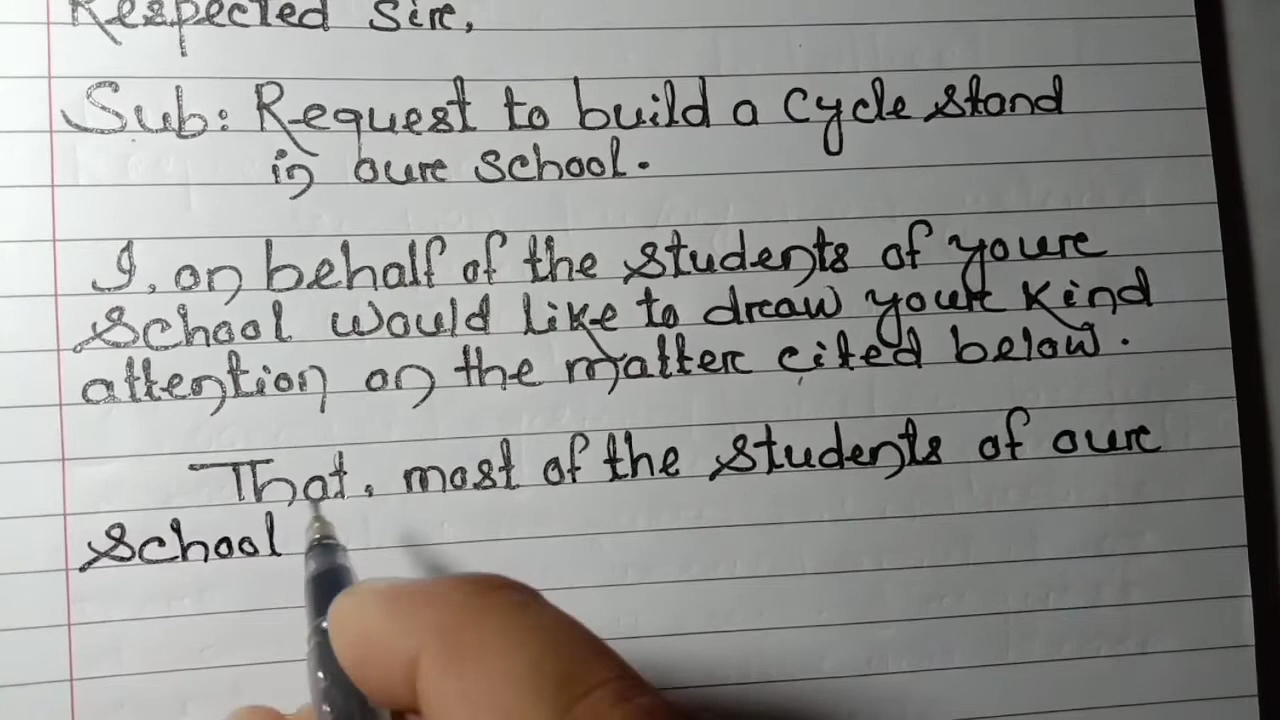 Respected Sir,
Sub: Request to build a Cycle stand
in our school.
I, on behalf of the students of your
school would like to draw your kind
attention on the matter cited below.
That, most of the students of our
school